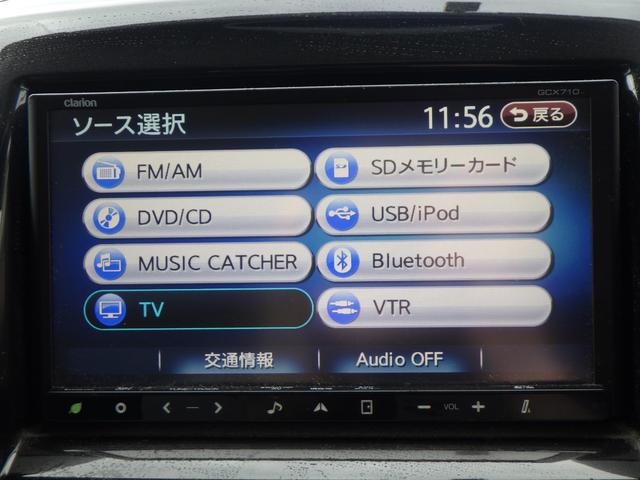 Clarion
GCX710
ソース選択
11:56
戻る
FM/AM
SDメモリーカード
DVD/CD
USB/iPod
MUSIC CATCHER
Bluetooth
TV
VTR
交通情報
Audio OFF
VOL